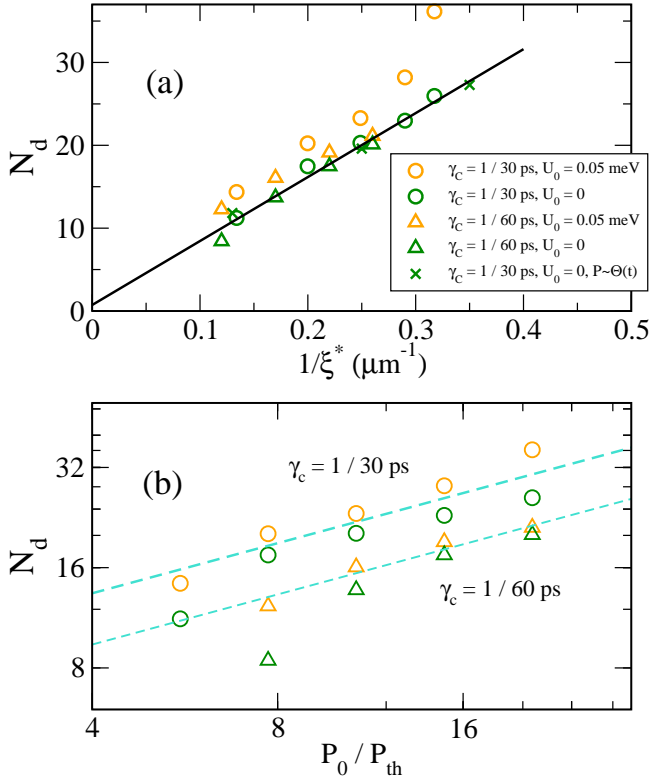 30
20
10
0
N_d
(a)
γ_C = 1 / 30 ps, U_0 = 0.05 meV
γ_C = 1 / 30 ps, U_0 = 0
γ_C = 1 / 60 ps, U_0 = 0.05 meV
γ_C = 1 / 60 ps, U_0 = 0
γ_C = 1 / 30 ps, U_0 = 0, P~Θ(t)
0 0.1 0.2 0.3 0.4 0.5
1/ξ^* (μm^-1)
32
16
8
N_d
(b)
γ_c = 1 / 30 ps
γ_c = 1 / 60 ps
4 8 16
P_0 / P_th